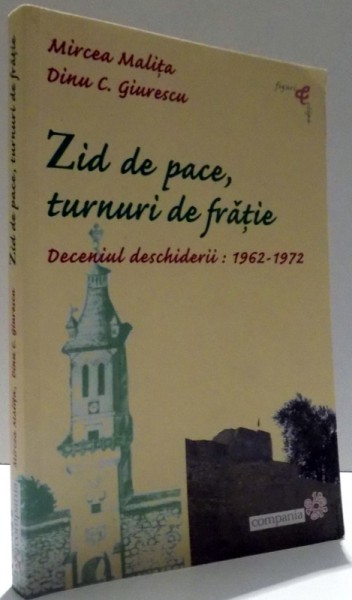 Mircea Malița
Dinu C. Giurescu
Zid de pace,
turnuri de frăție
Deceniul deschiderii : 1962-1972
compania
Mircea Malița, Dinu C. Giurescu Zid de pace, turnuri de frăție